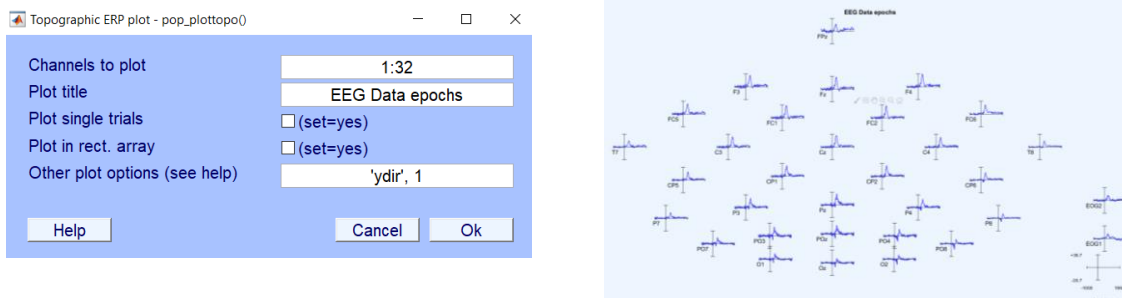 Topographic ERP plot - pop_plottopo()
Channels to plot
1:32
Plot title
EEG Data epochs
Plot single trials
(set=yes)
Plot in rect. array
(set=yes)
Other plot options (see help)
'ydir', 1
Help
Cancel
Ok
EEG Data epochs
FPz
F3
Fz
F4
FC5
FC1
FC2
FC6
T7
C3
Cz
C4
T8
CP5
CP1
CP2
CP6
EOG2
P7
P3
Pz
P4
P8
PO7
PO3
POz
PO4
PO8
EOG1
O1
Oz
O2